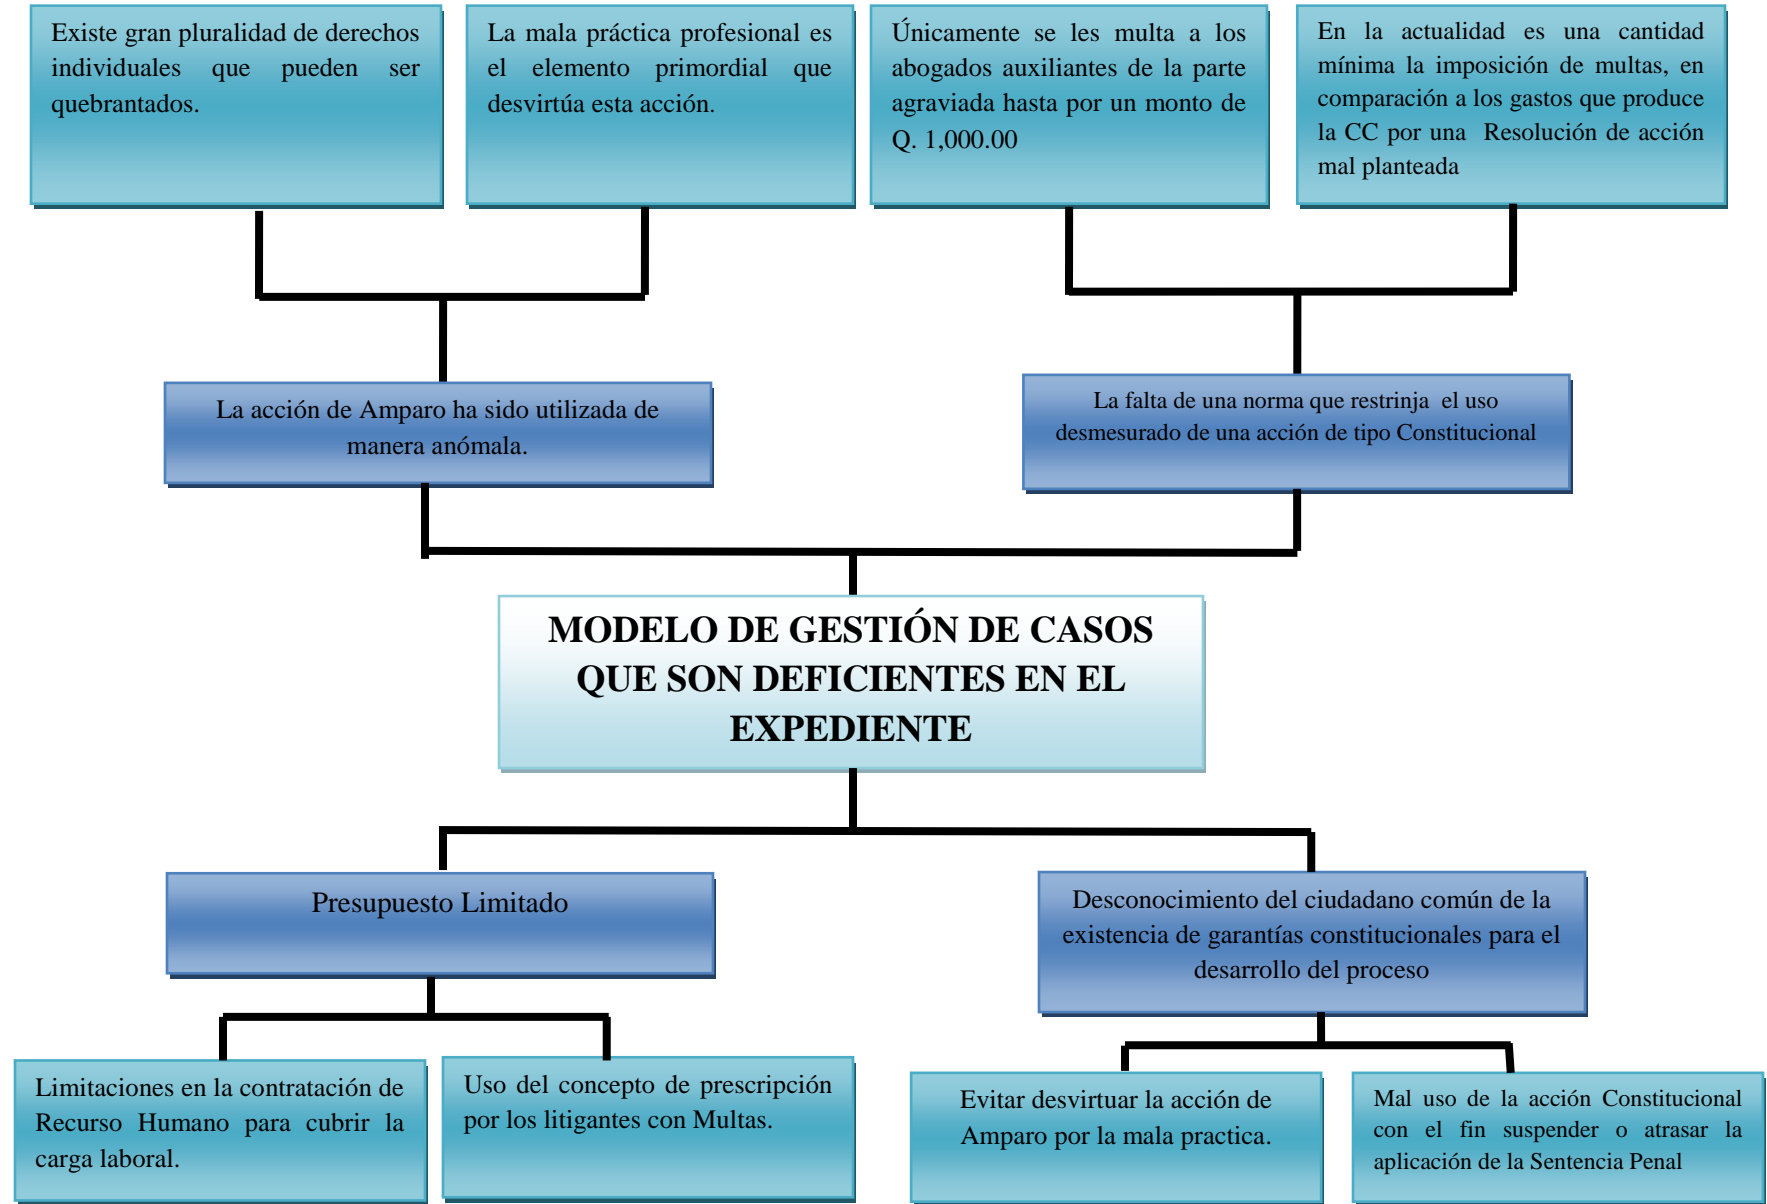 Existe gran pluralidad de derechos
individuales que pueden ser
quebrantados.
La mala práctica profesional es
el elemento primordial que
desvirtúa esta acción.
Únicamente se les multa a los
abogados auxiliantes de la parte
agraviada hasta por un monto de
Q. 1,000.00
En la actualidad es una cantidad
mínima la imposición de multas, en
comparación a los gastos que produce
la CC por una Resolución de acción
mal planteada
La acción de Amparo ha sido utilizada de
manera anómala.
La falta de una norma que restrinja el uso
desmesurado de una acción de tipo Constitucional
MODELO DE GESTIÓN DE CASOS
QUE SON DEFICIENTES EN EL
EXPEDIENTE
Presupuesto Limitado
Desconocimiento del ciudadano común de la
existencia de garantías constitucionales para el
desarrollo del proceso
Limitaciones en la contratación de
Recurso Humano para cubrir la
carga laboral.
Uso del concepto de prescripción
por los litigantes con Multas.
Evitar desvirtuar la acción de
Amparo por la mala practica.
Mal uso de la acción Constitucional
con el fin suspender o atrasar la
aplicación de la Sentencia Penal